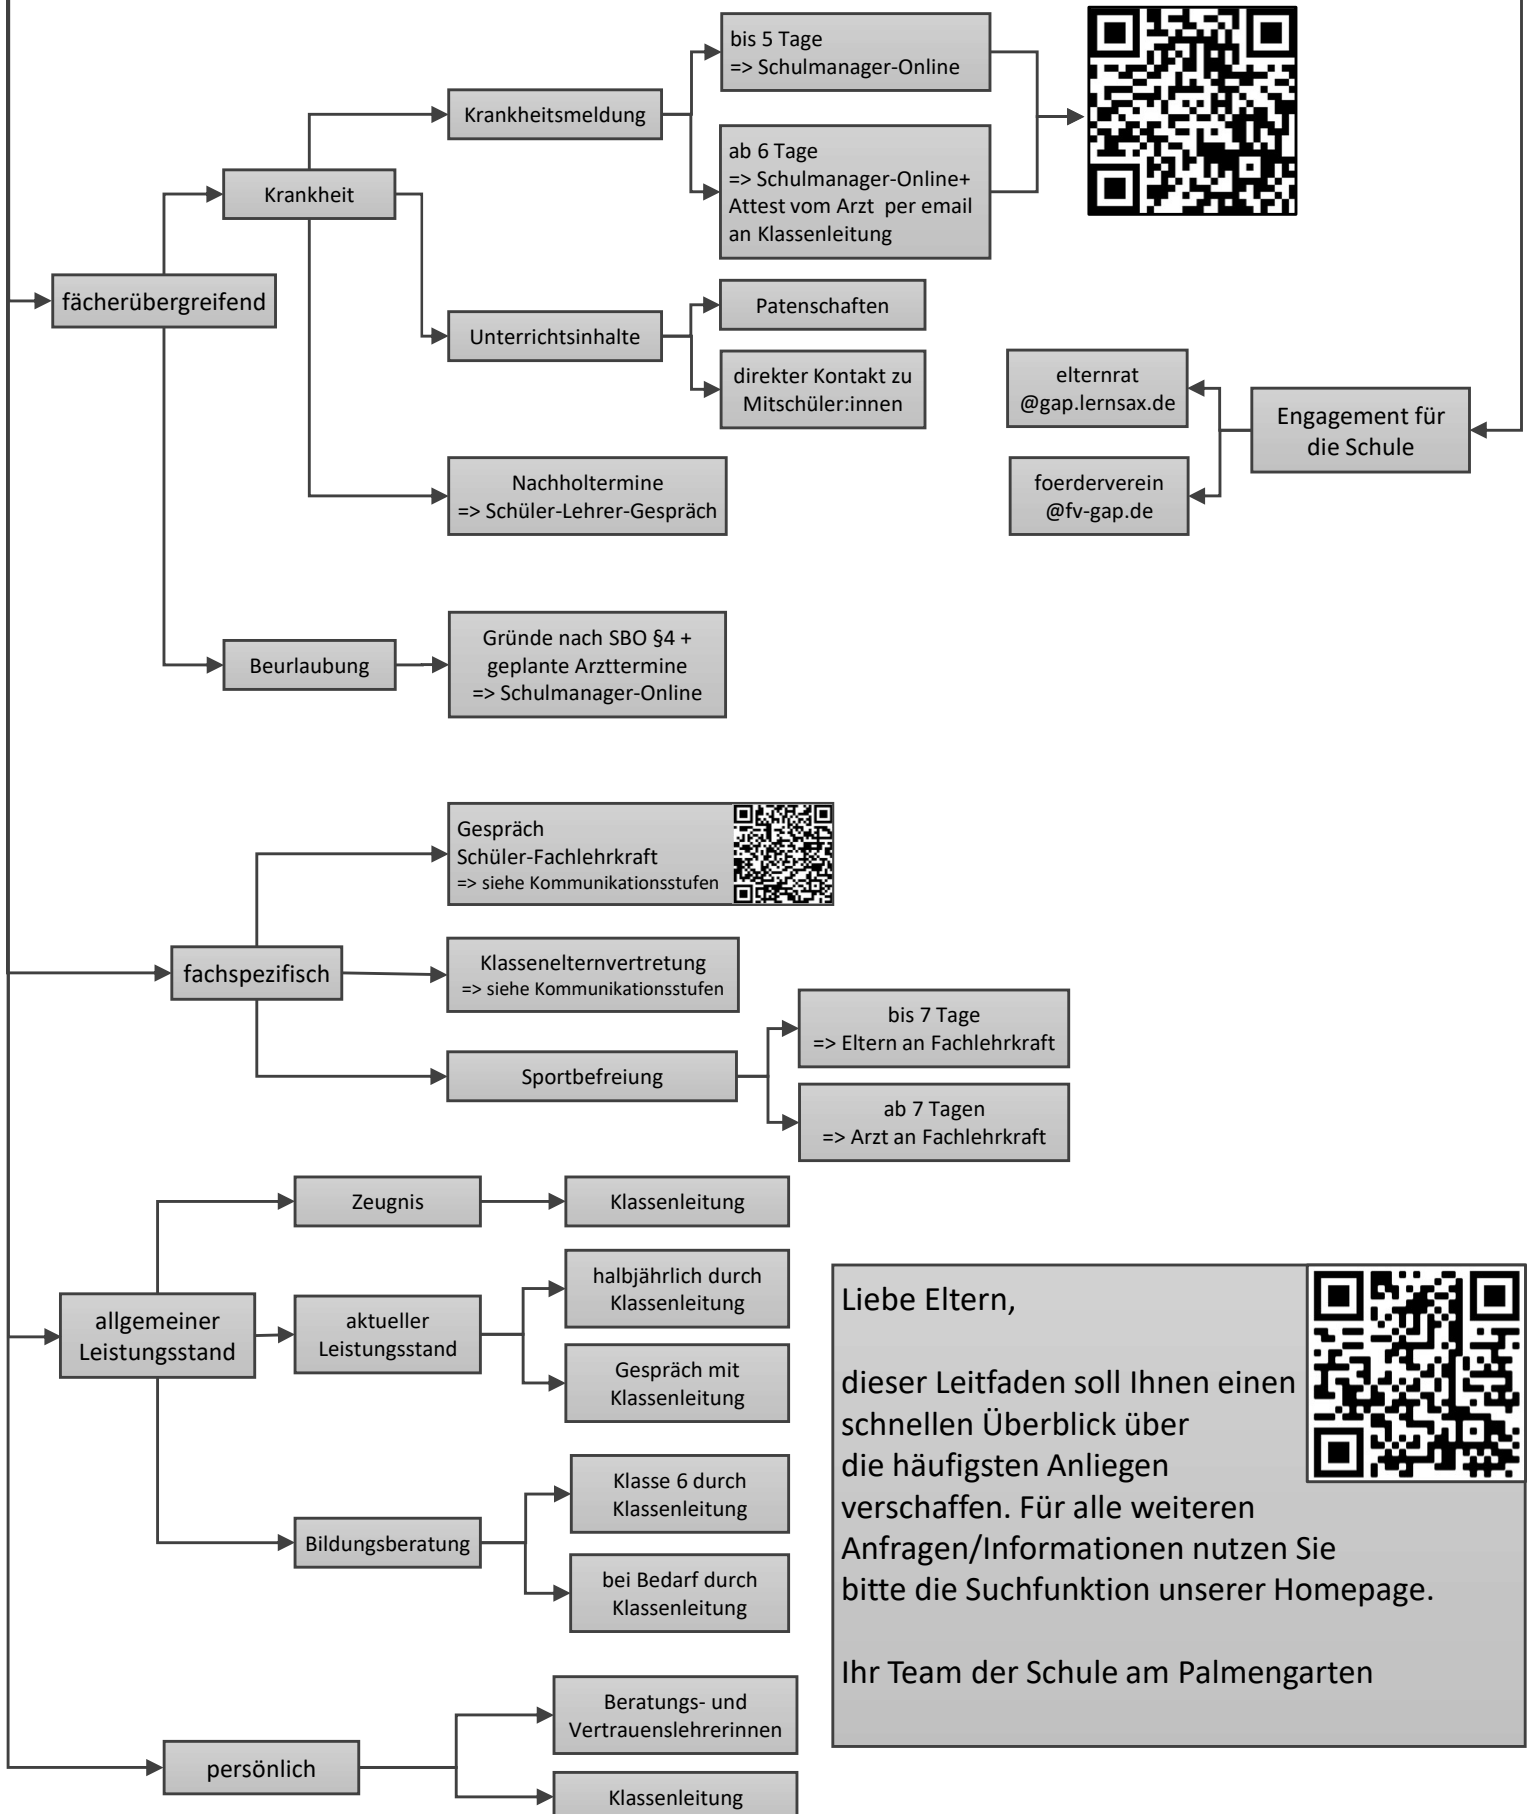 bis 5 Tage
=> Schulmanager-Online
Krankheitsmeldung
ab 6 Tage
=> Schulmanager-Online+
Attest vom Arzt  per email
an Klassenleitung
Krankheit
fächerübergreifend
Unterrichtsinhalte
Patenschaften
direkter Kontakt zu
Mitschüler:innen
Nachholtermine
=> Schüler-Lehrer-Gespräch
elternrat
@gap.lernsax.de
foerderverein
@fv-gap.de
Engagement für
die Schule
Beurlaubung
Gründe nach SBO §4 +
geplante Arzttermine
=> Schulmanager-Online
Gespräch
Schüler-Fachlehrkraft
=> siehe Kommunikationsstufen
fachspezifisch
Klassenelternvertretung
=> siehe Kommunikationsstufen
Sportbefreiung
bis 7 Tage
=> Eltern an Fachlehrkraft
ab 7 Tagen
=> Arzt an Fachlehrkraft
Zeugnis
Klassenleitung
allgemeiner
Leistungsstand
aktueller
Leistungsstand
halbjährlich durch
Klassenleitung
Gespräch mit
Klassenleitung
Bildungsberatung
Klasse 6 durch
Klassenleitung
bei Bedarf durch
Klassenleitung
persönlich
Beratungs- und
Vertrauenslehrerinnen
Klassenleitung
Liebe Eltern,
dieser Leitfaden soll Ihnen einen
schnellen Überblick über
die häufigsten Anliegen
verschaffen. Für alle weiteren
Anfragen/Informationen nutzen Sie
bitte die Suchfunktion unserer Homepage.
Ihr Team der Schule am Palmengarten